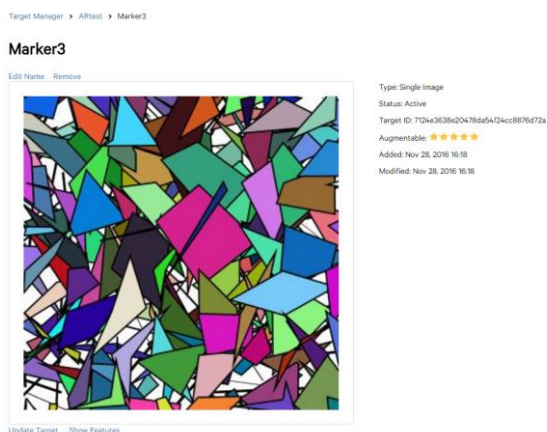 Target Manager > ARtest > Marker3
Marker3
Edit Name Remove
Type: Single Image
Status: Active
Target ID: 7124e3638e20478da54f24cc8876d72a
Augmentable: ★★★★★
Added: Nov 28, 2016 16:18
Modified: Nov 28, 2016 16:18
Update Target Show Features